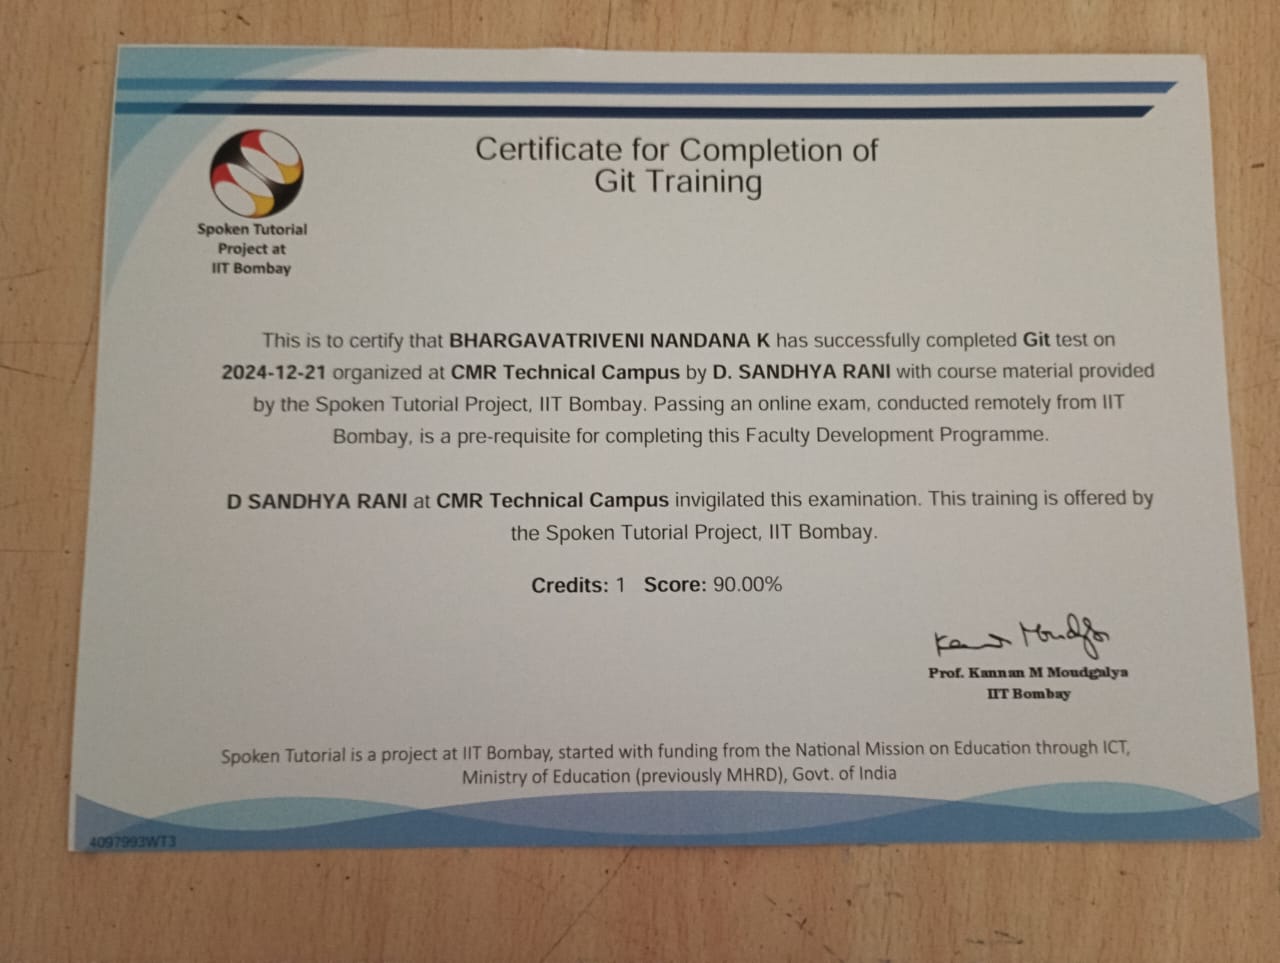 Certificate for Completion of
Git Training
Spoken Tutorial
Project at
IIT Bombay
This is to certify that BHARGAVATRIVENI NANDANA K has successfully completed Git test on
2024-12-21 organized at CMR Technical Campus by D. SANDHYA RANI with course material provided
by the Spoken Tutorial Project, IIT Bombay. Passing an online exam, conducted remotely from IIT
Bombay, is a pre-requisite for completing this Faculty Development Programme.
D SANDHYA RANI at CMR Technical Campus invigilated this examination. This training is offered by
the Spoken Tutorial Project, IIT Bombay.
Credits: 1 Score: 90.00%
Kannan Moudgalya
Prof. Kannan M Moudgalya
IIT Bombay
Spoken Tutorial is a project at IIT Bombay, started with funding from the National Mission on Education through ICT,
Ministry of Education (previously MHRD), Govt. of India
4097993WT3